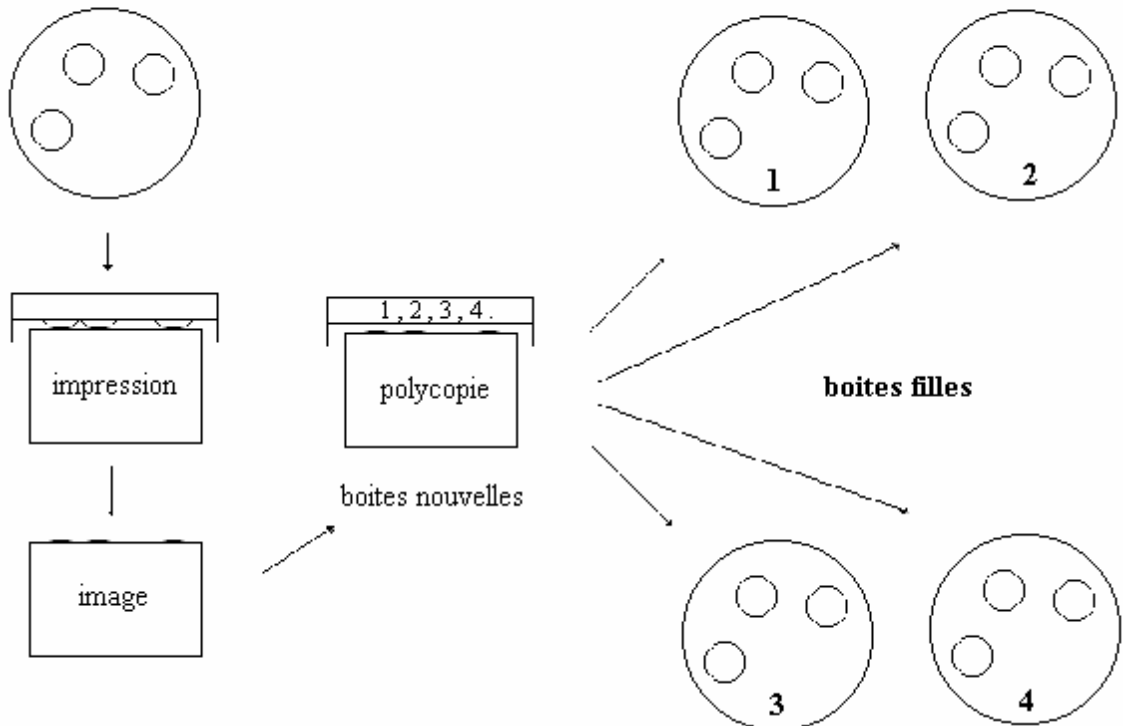 1
2
1,2,3,4.
impression
polycopie
boites filles
boites nouvelles
image
3
4